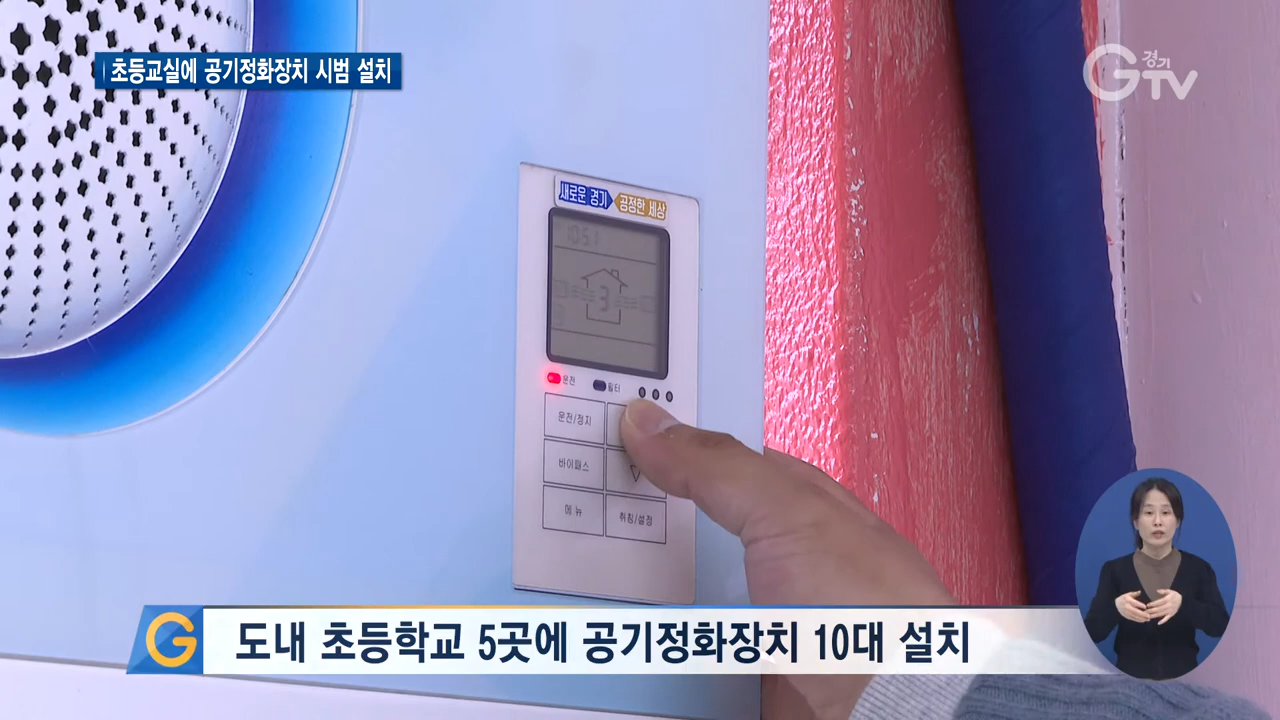 초등교실에 공기정화장치 시범 설치
경기
GTV
새로운 경기 공정한 세상
3
운전 필터
운전/정지
바이패스
메뉴
취침/설정
G 도내 초등학교 5곳에 공기정화장치 10대 설치